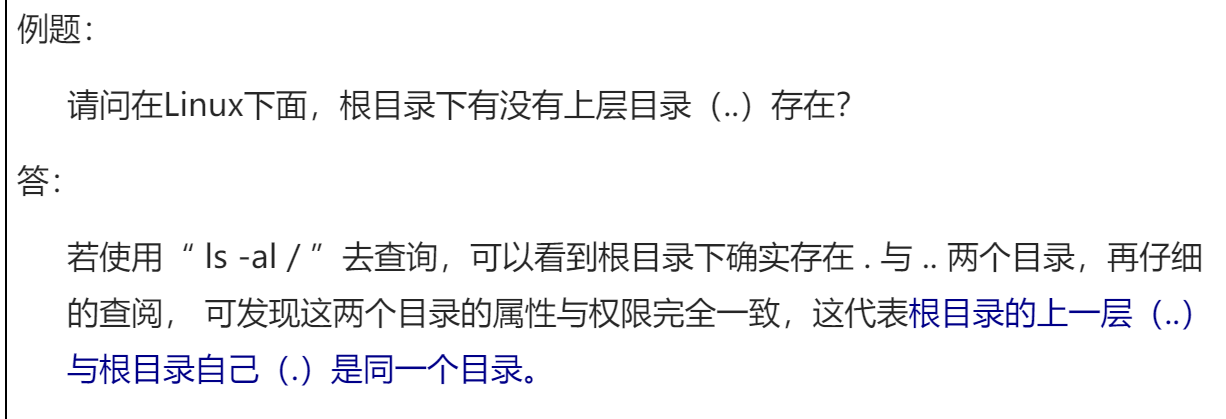 例题：
请问在Linux下面，根目录下有没有上层目录（..）存在？
答：
若使用“ ls -al / ”去查询，可以看到根目录下确实存在 . 与 .. 两个目录，再仔细
的查阅， 可发现这两个目录的属性与权限完全一致，这代表根目录的上一层（..）
与根目录自己（.）是同一个目录。